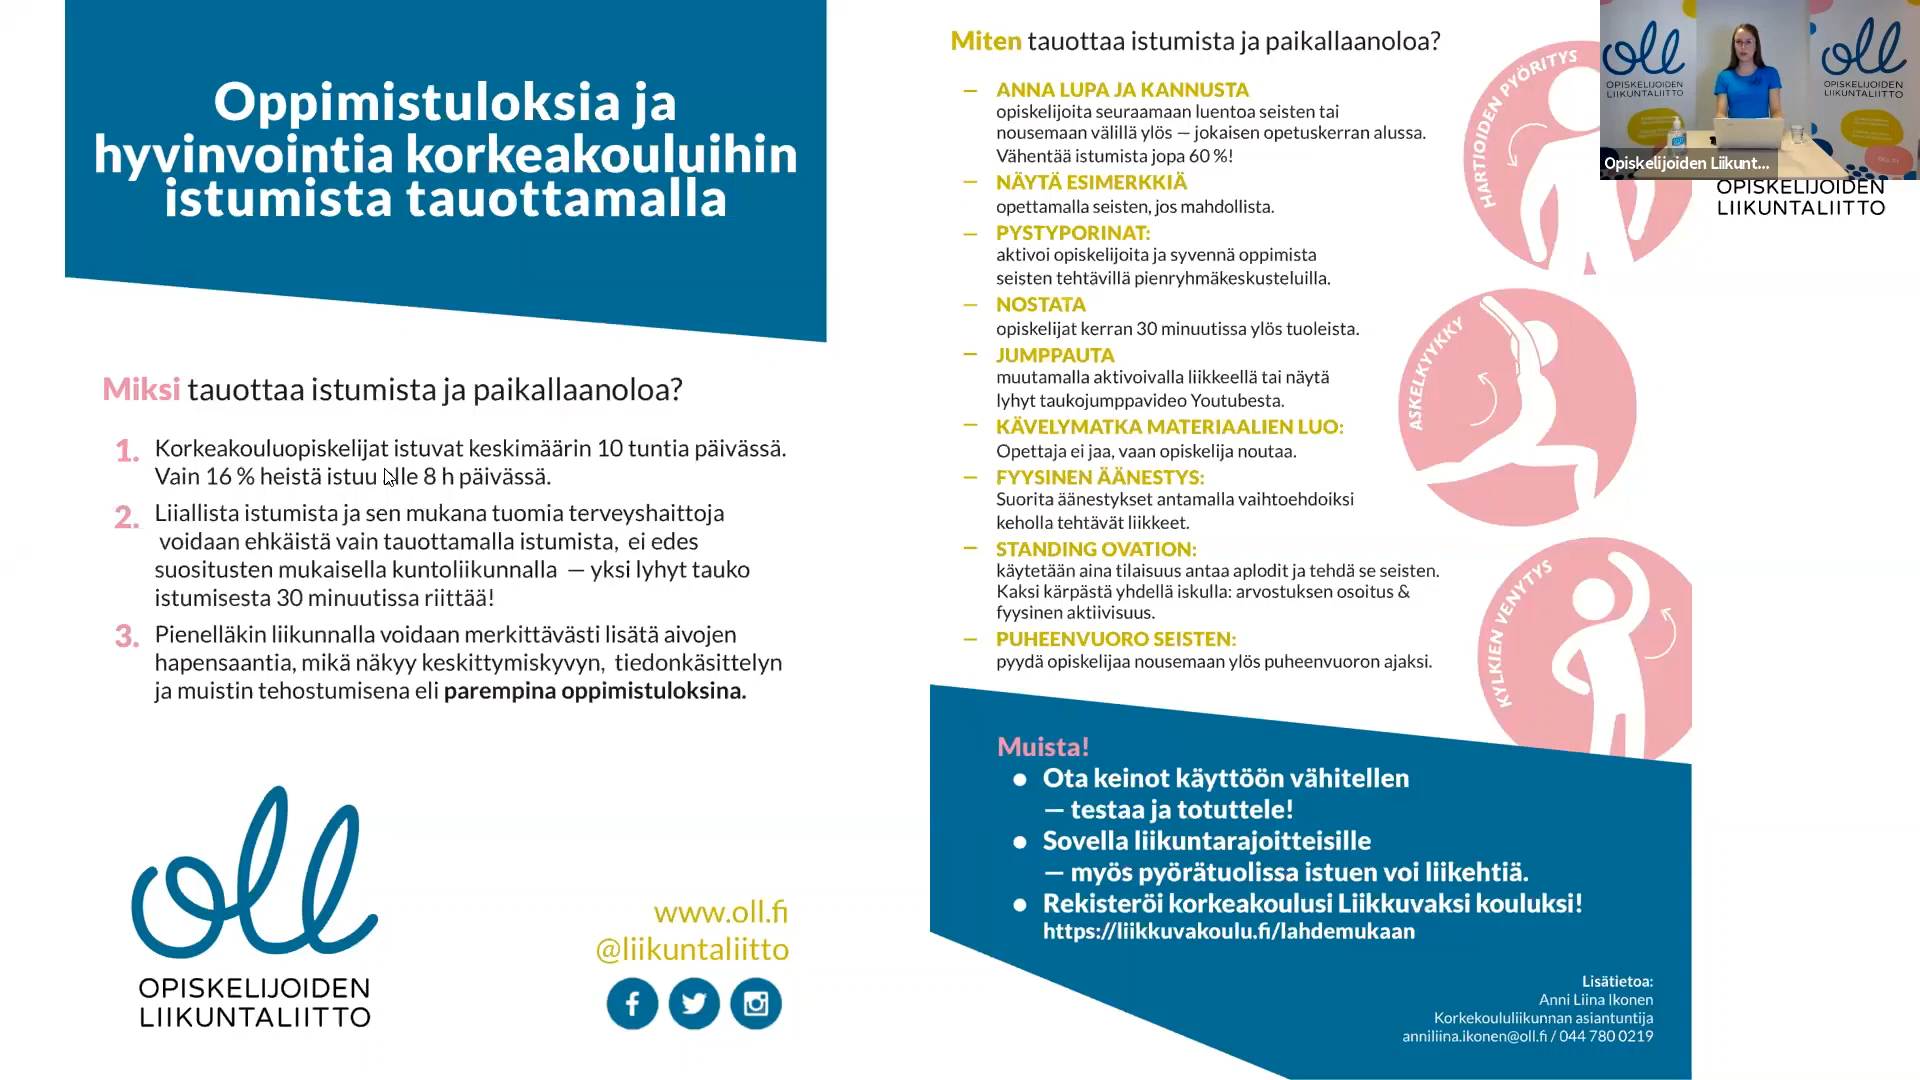 Oppimistuloksia ja
hyvinvointia korkeakouluihin
istumista tauottamalla
Miksi tauottaa istumista ja paikallaanoloa?
1. Korkeakouluopiskelijat istuvat keskimäärin 10 tuntia päivässä.
Vain 16 % heistä istuu alle 8 h päivässä.
2. Liiallista istumista ja sen mukana tuomia terveyshaittoja
voidaan ehkäistä vain tauottamalla istumista, ei edes
suositusten mukaisella kuntoliikunnalla — yksi lyhyt tauko
istumisesta 30 minuutissa riittää!
3. Pienelläkin liikunnalla voidaan merkittävästi lisätä aivojen
hapensaantia, mikä näkyy keskittymiskyvyn, tiedonkäsittelyn
ja muistin tehostumisena eli parempina oppimistuloksina.
oll
OPISKELIJOIDEN
LIIKUNTALIITTO
www.oll.fi
@liikuntaliitto
Miten tauottaa istumista ja paikallaanoloa?
— ANNA LUPA JA KANNUSTA
opiskelijoita seuraamaan luentoa seisten tai
nousemaan välillä ylös — jokaisen opetuskerran alussa.
Vähentää istumista jopa 60 %!
— NÄYTÄ ESIMERKKIÄ
opettamalla seisten, jos mahdollista.
— PYSTYPORINAT:
aktivoi opiskelijoita ja syvennä oppimista
seisten tehtävillä pienryhmäkeskusteluilla.
— NOSTATA
opiskelijat kerran 30 minuutissa ylös tuoleista.
— JUMPPAUTA
muutamalla aktivoivalla liikkeellä tai näytä
lyhyt taukojumppavideo Youtubesta.
— KÄVELYMATKA MATERIAALIEN LUO:
Opettaja ei jaa, vaan opiskelija noutaa.
— FYYSINEN ÄÄNESTYS:
Suorita äänestykset antamalla vaihtoehdoiksi
keholla tehtävät liikkeet.
— STANDING OVATION:
käytetään aina tilaisuus antaa aplodit ja tehdä se seisten.
Kaksi kärpästä yhdellä iskulla: arvostuksen osoitus &
fyysinen aktiivisuus.
— PUHEENVUORO SEISTEN:
pyydä opiskelijaa nousemaan ylös puheenvuoron ajaksi.
HARTIOIDEN PYÖRITYS
ASKELKYYKKY
KYLKIEN VENYTYS
Muista!
● Ota keinot käyttöön vähitellen
— testaa ja totuttele!
● Sovella liikuntarajoitteisille
— myös pyörätuolissa istuen voi liikehtiä.
● Rekisteröi korkeakoulusi Liikkuvaksi kouluksi!
https://liikkuvakoulu.fi/lahdemukaan
Lisätietoa:
Anni Liina Ikonen
Korkekoululiikunnan asiantuntija
anniliina.ikonen@oll.fi / 044 780 0219
oll
OPISKELIJOIDEN
LIIKUNTALIITTO
oll
OPISKELIJOIDEN
LIIKUNTALIITTO
Opiskelijoiden Liikunt...
OPISKELIJOIDEN
LIIKUNTALIITTO